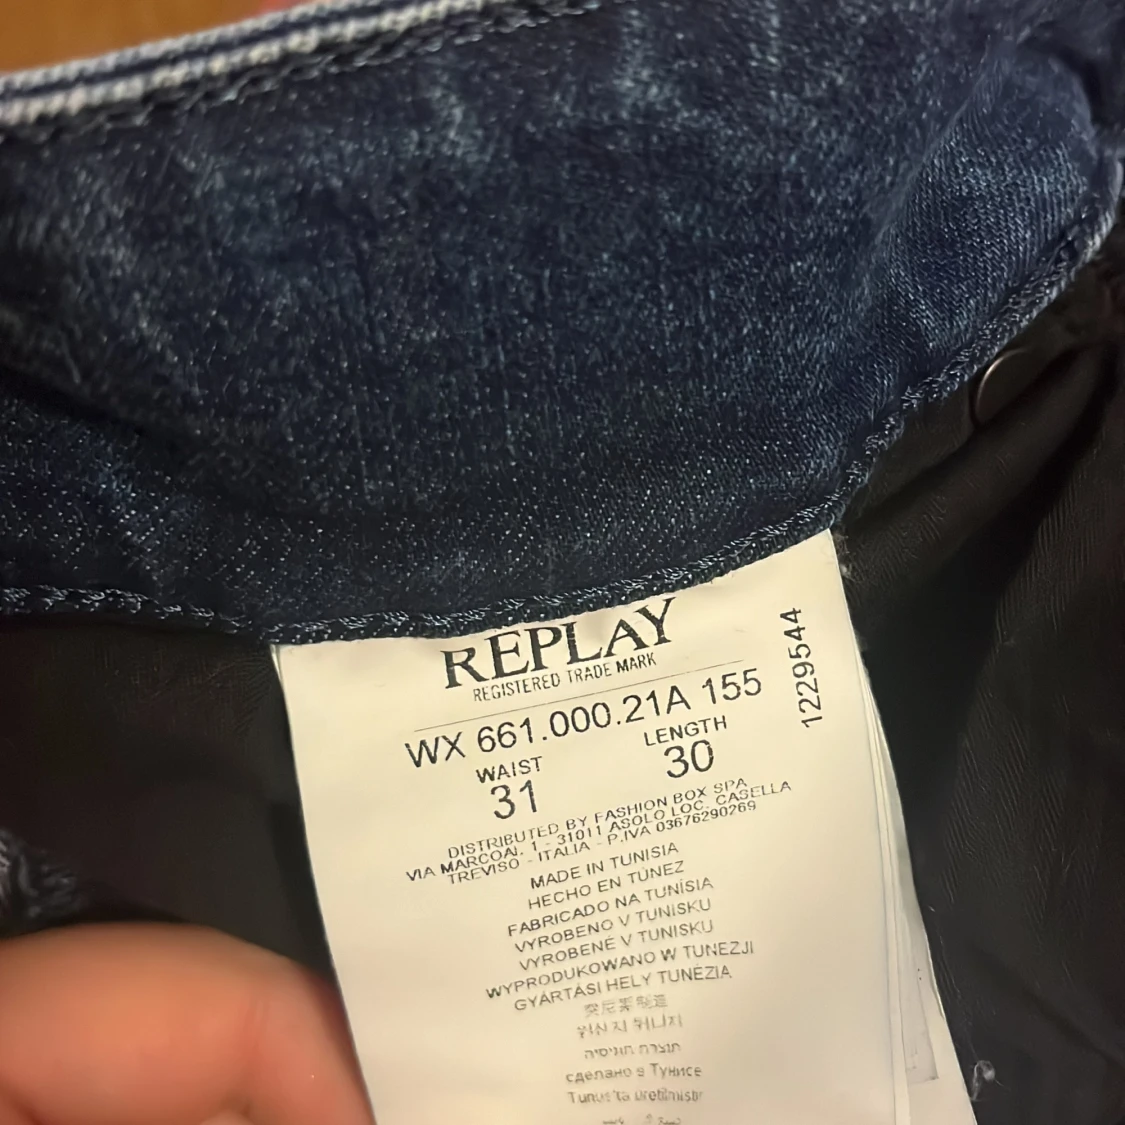 REPLAY
REGISTERED TRADE MARK
WX 661.000.21A 155
1229544
WAIST
31
LENGTH
30
DISTRIBUTED BY FASHION BOX SPA
VIA MARCOAI. 1 - 31011 ASOLO LOC. CASELLA
TREVISO - ITALIA - P.IVA 03676290269
MADE IN TUNISIA
HECHO EN TÚNEZ
FABRICADO NA TUNÍSIA
VYROBENO V TUNISKU
VYROBENÉ V TUNISKU
WYPRODUKOWANO W TUNEZJI
GYÁRTÁSI HELY TUNÉZIA
תוצרת תוניסיה
сделано в Тунисе